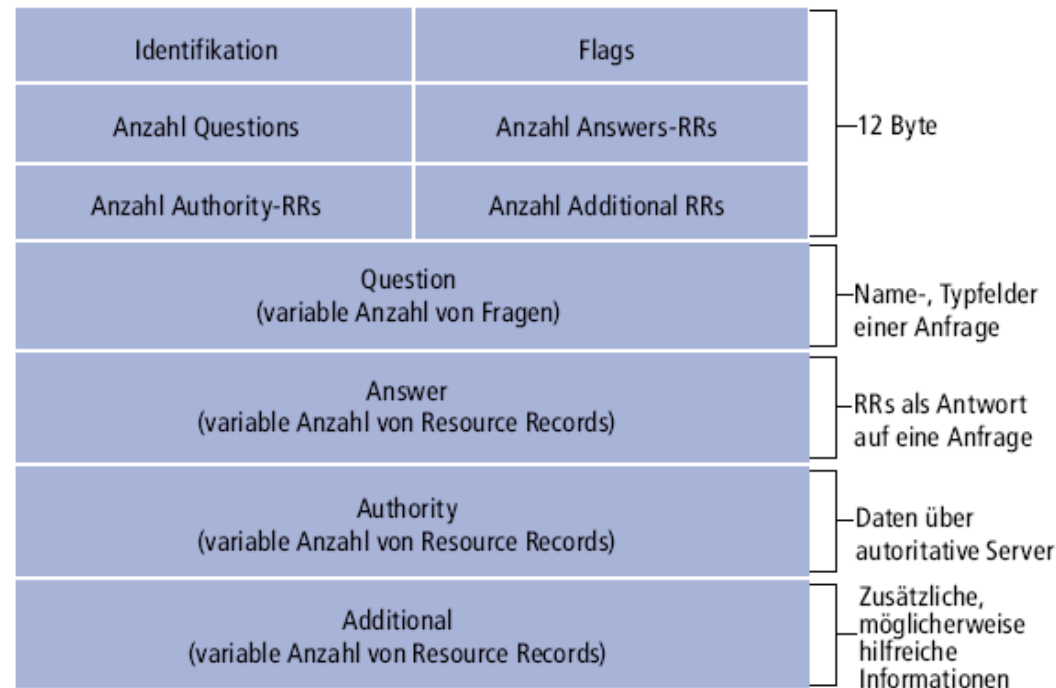 Identifikation
Flags
Anzahl Questions
Anzahl Answers-RRs
12 Byte
Anzahl Authority-RRs
Anzahl Additional RRs
Question
(variable Anzahl von Fragen)
Name-, Typfelder
einer Anfrage
Answer
(variable Anzahl von Resource Records)
RRs als Antwort
auf eine Anfrage
Authority
(variable Anzahl von Resource Records)
Daten über
autoritative Server
Additional
(variable Anzahl von Resource Records)
Zusätzliche,
möglicherweise
hilfreiche
Informationen